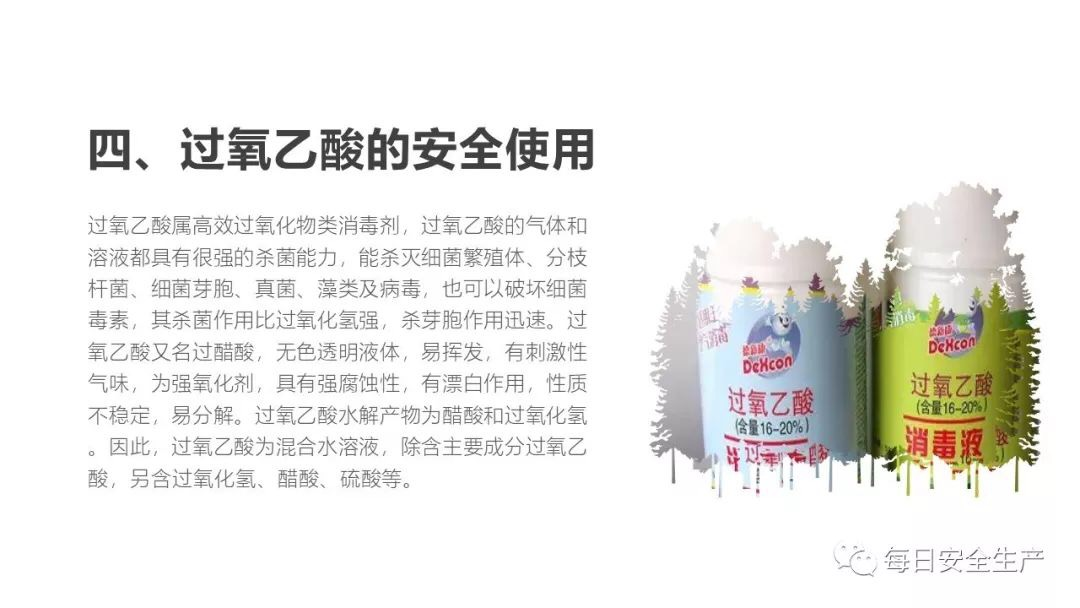 四、过氧乙酸的安全使用
过氧乙酸属高效过氧化物类消毒剂，过氧乙酸的气体和
溶液都具有很强的杀菌能力，能杀灭细菌繁殖体、分枝
杆菌、细菌芽胞、真菌、藻类及病毒，也可以破坏细菌
毒素，其杀菌作用比过氧化氢强，杀芽胞作用迅速。过
氧乙酸又名过醋酸，无色透明液体，易挥发，有刺激性
气味，为强氧化剂，具有强腐蚀性，有漂白作用，性质
不稳定，易分解。过氧乙酸水解产物为醋酸和过氧化氢
。因此，过氧乙酸为混合水溶液，除含主要成分过氧乙
酸，另含过氧化氢、醋酸、硫酸等。
德新康
DeXcon
过氧乙酸
(含量16-20%)
消毒
德新康
DeXcon
过氧乙酸
(含量16-20%)
消毒液
每日安全生产